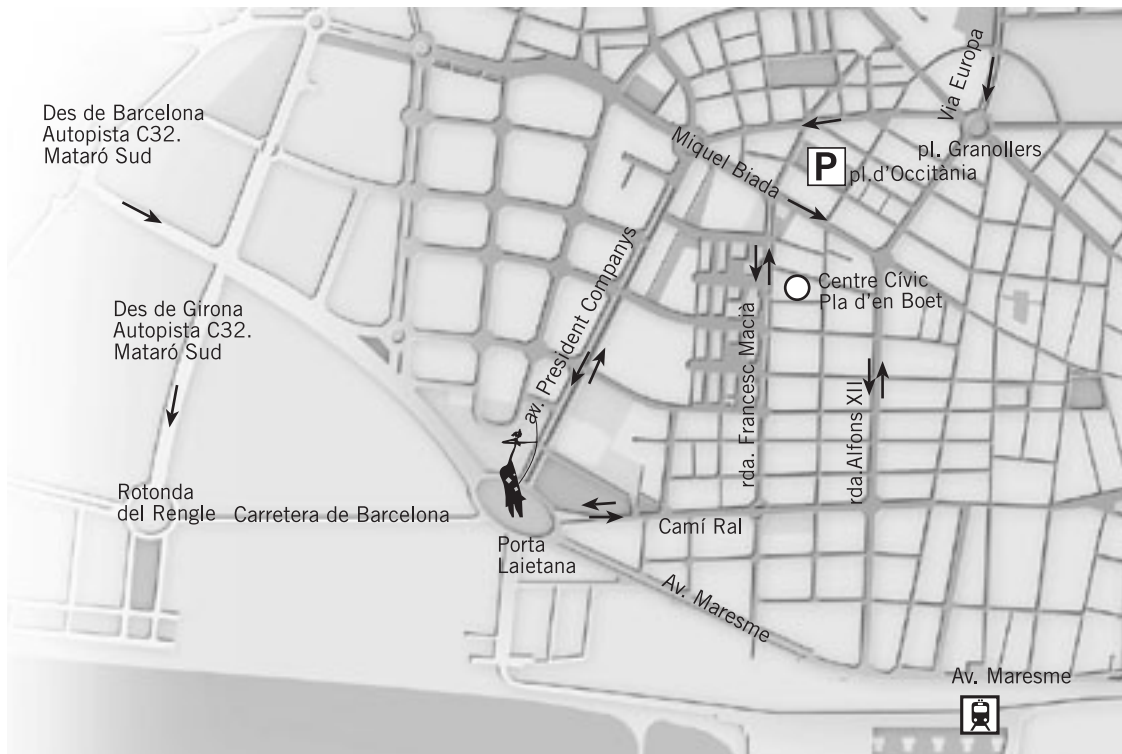 Via Europa
Des de Barcelona
Autopista C32.
Mataró Sud
Miquel Biada
pl. Granollers
P
pl.d'Occitània
av. President Companys
Centre Cívic
Pla d'en Boet
Des de Girona
Autopista C32.
Mataró Sud
rda. Francesc Macià
rda.Alfons XII
Rotonda
del Rengle
Carretera de Barcelona
Camí Ral
Porta
Laietana
Av. Maresme
Av. Maresme